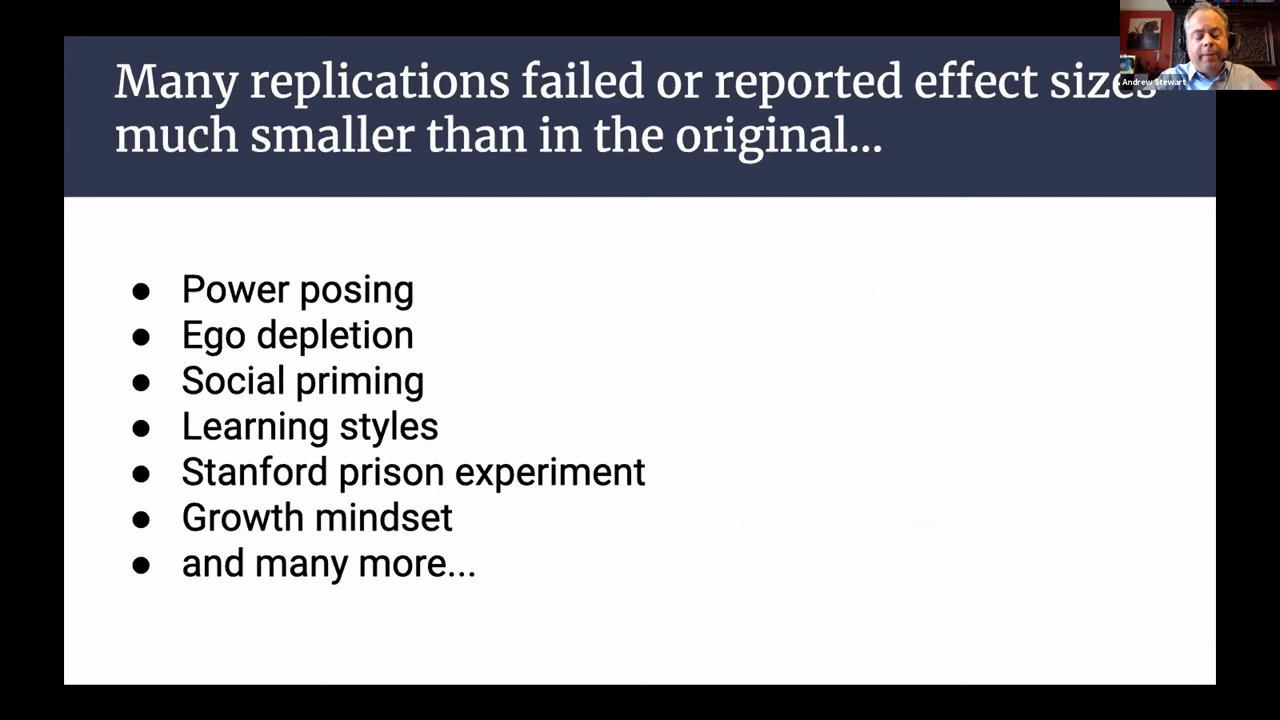 Many replications failed or reported effect sizes
much smaller than in the original...
Andrew Stewart
● Power posing
● Ego depletion
● Social priming
● Learning styles
● Stanford prison experiment
● Growth mindset
● and many more...